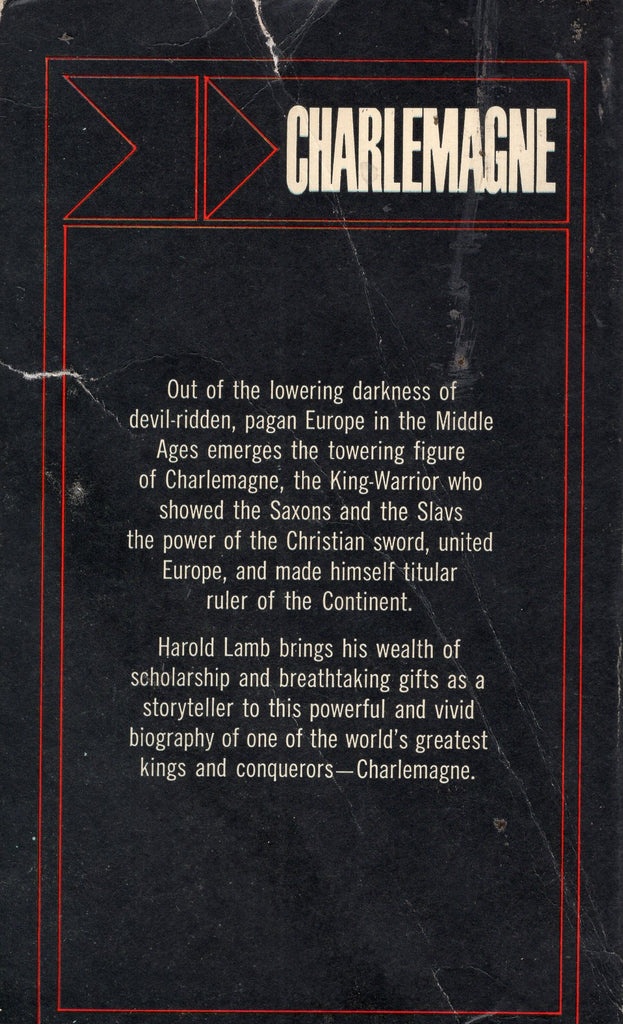 CHARLEMAGNE
Out of the lowering darkness of
devil-ridden, pagan Europe in the Middle
Ages emerges the towering figure
of Charlemagne, the King-Warrior who
showed the Saxons and the Slavs
the power of the Christian sword, united
Europe, and made himself titular
ruler of the Continent.
Harold Lamb brings his wealth of
scholarship and breathtaking gifts as a
storyteller to this powerful and vivid
biography of one of the world's greatest
kings and conquerors—Charlemagne.